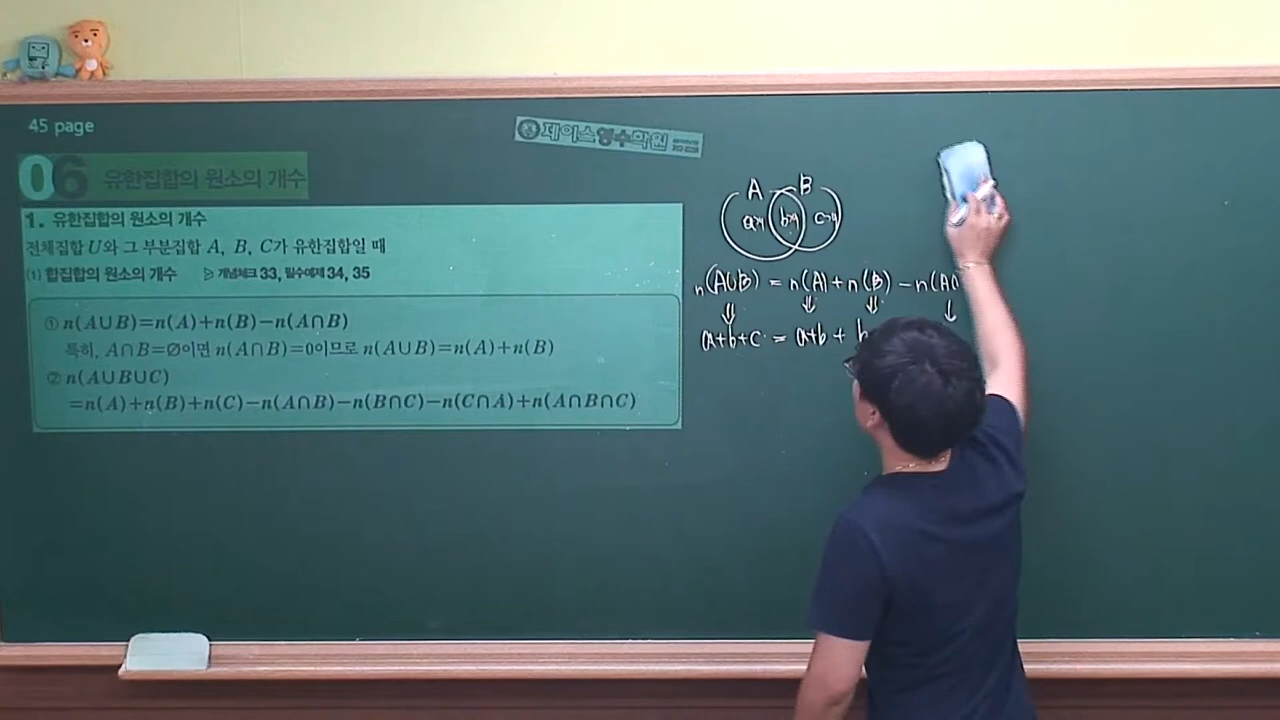 45 page
제이스영수학원
06 유한집합의 원소의 개수
1. 유한집합의 원소의 개수
전체집합 U와 그 부분집합 A, B, C가 유한집합일 때
(1) 합집합의 원소의 개수 ▷ 개념체크 33, 필수예제 34, 35
① n(A∪B)=n(A)+n(B)-n(A∩B)
특히, A∩B=∅이면 n(A∩B)=0이므로 n(A∪B)=n(A)+n(B)
② n(A∪B∪C)
=n(A)+n(B)+n(C)-n(A∩B)-n(B∩C)-n(C∩A)+n(A∩B∩C)
A B
a개 b개 c개
n(A∪B) = n(A)+n(B)-n(A∩
⇓ ⇓ ⇓ ↓
a+b+c = a+b+ b